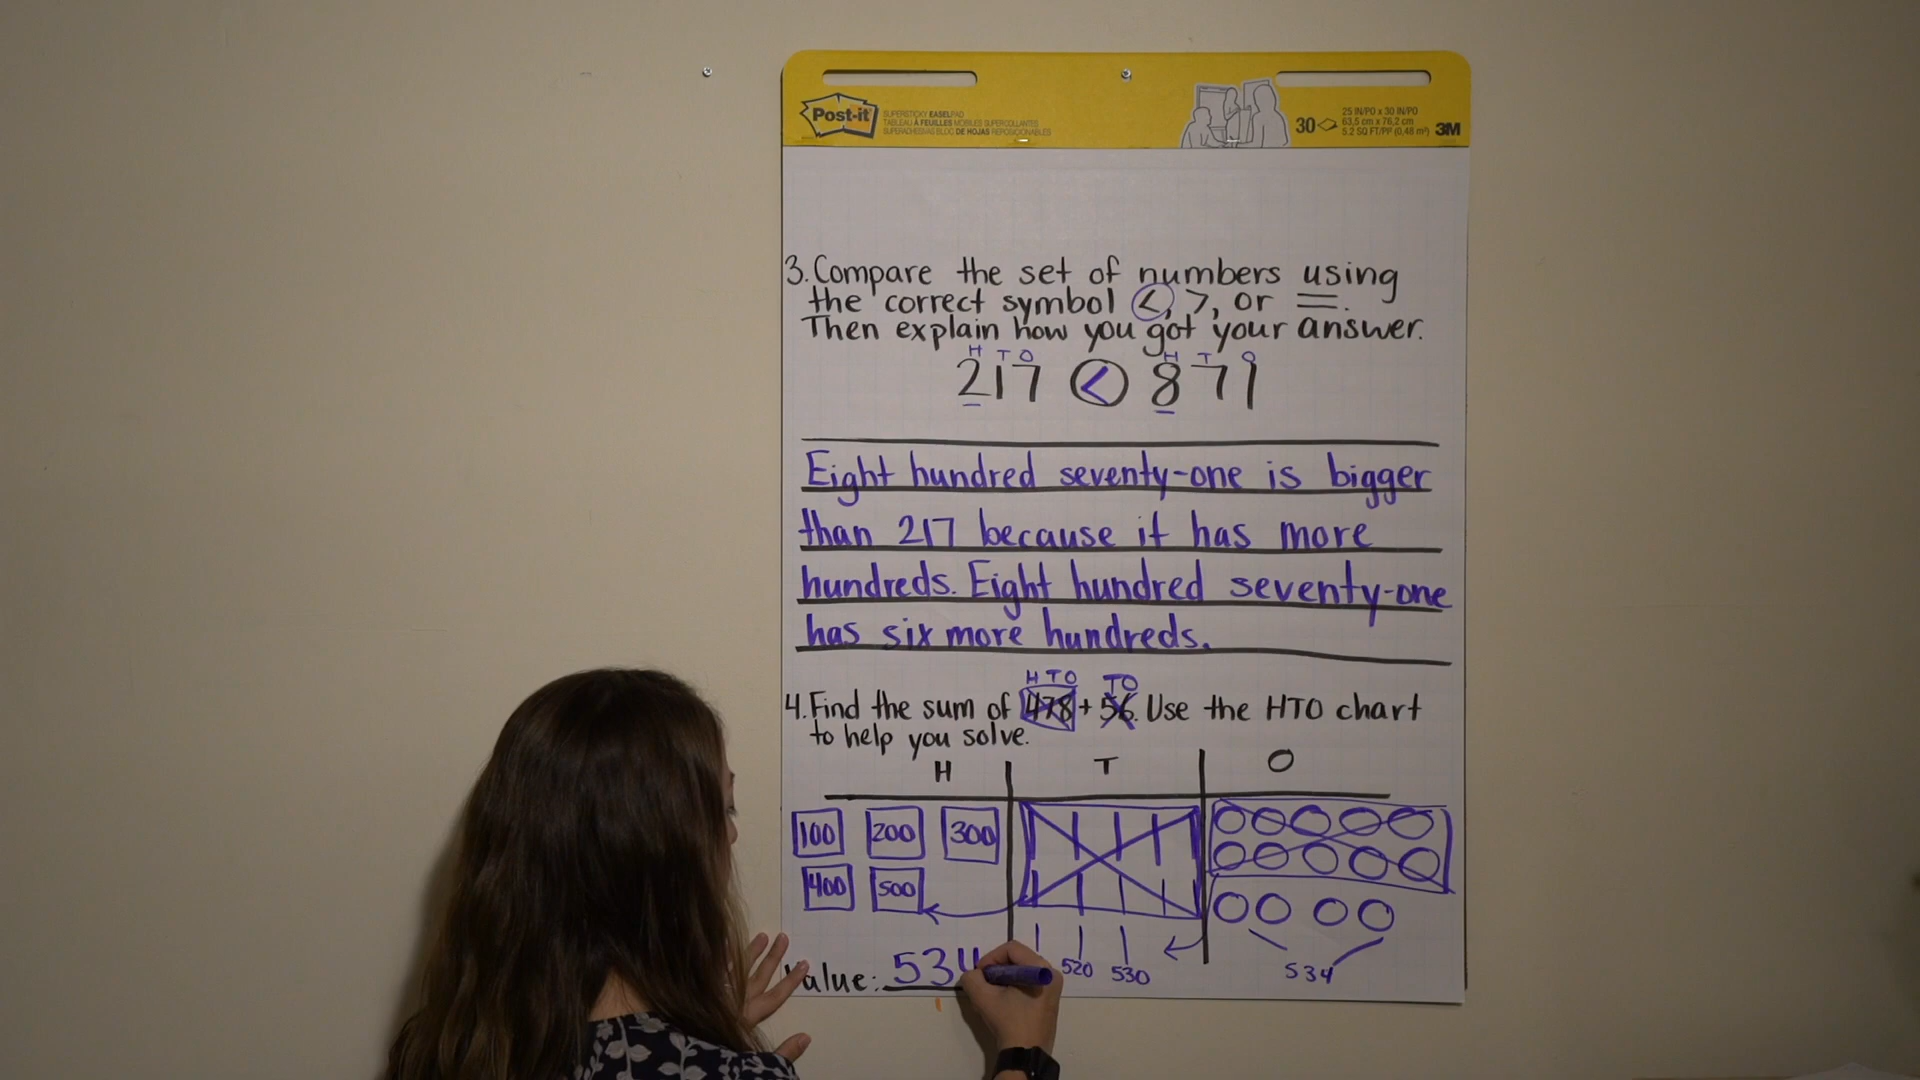 Post-it
SUPERSTICKY EASEL PAD
TABLEAU À FEUILLES MOBILES SUPERCOLLANTES
SUPERADHESIVAS BLOC DE HOJAS REPOSICIONABLES
30
25 IN/PO x 30 IN/PO
63,5 cm x 76,2 cm
5.2 SQ FT/PI² (0,48 m²)
3M
3. Compare the set of numbers using
the correct symbol <, >, or =.
Then explain how you got your answer.
H T O H T O
217 < 871
Eight hundred seventy-one is bigger
than 217 because it has more
hundreds. Eight hundred seventy-one
has six more hundreds.
H T O TO
4. Find the sum of 478 + 56. Use the HTO chart
to help you solve.
H T O
100 200 300
400 500
520 530 534
Value: 534